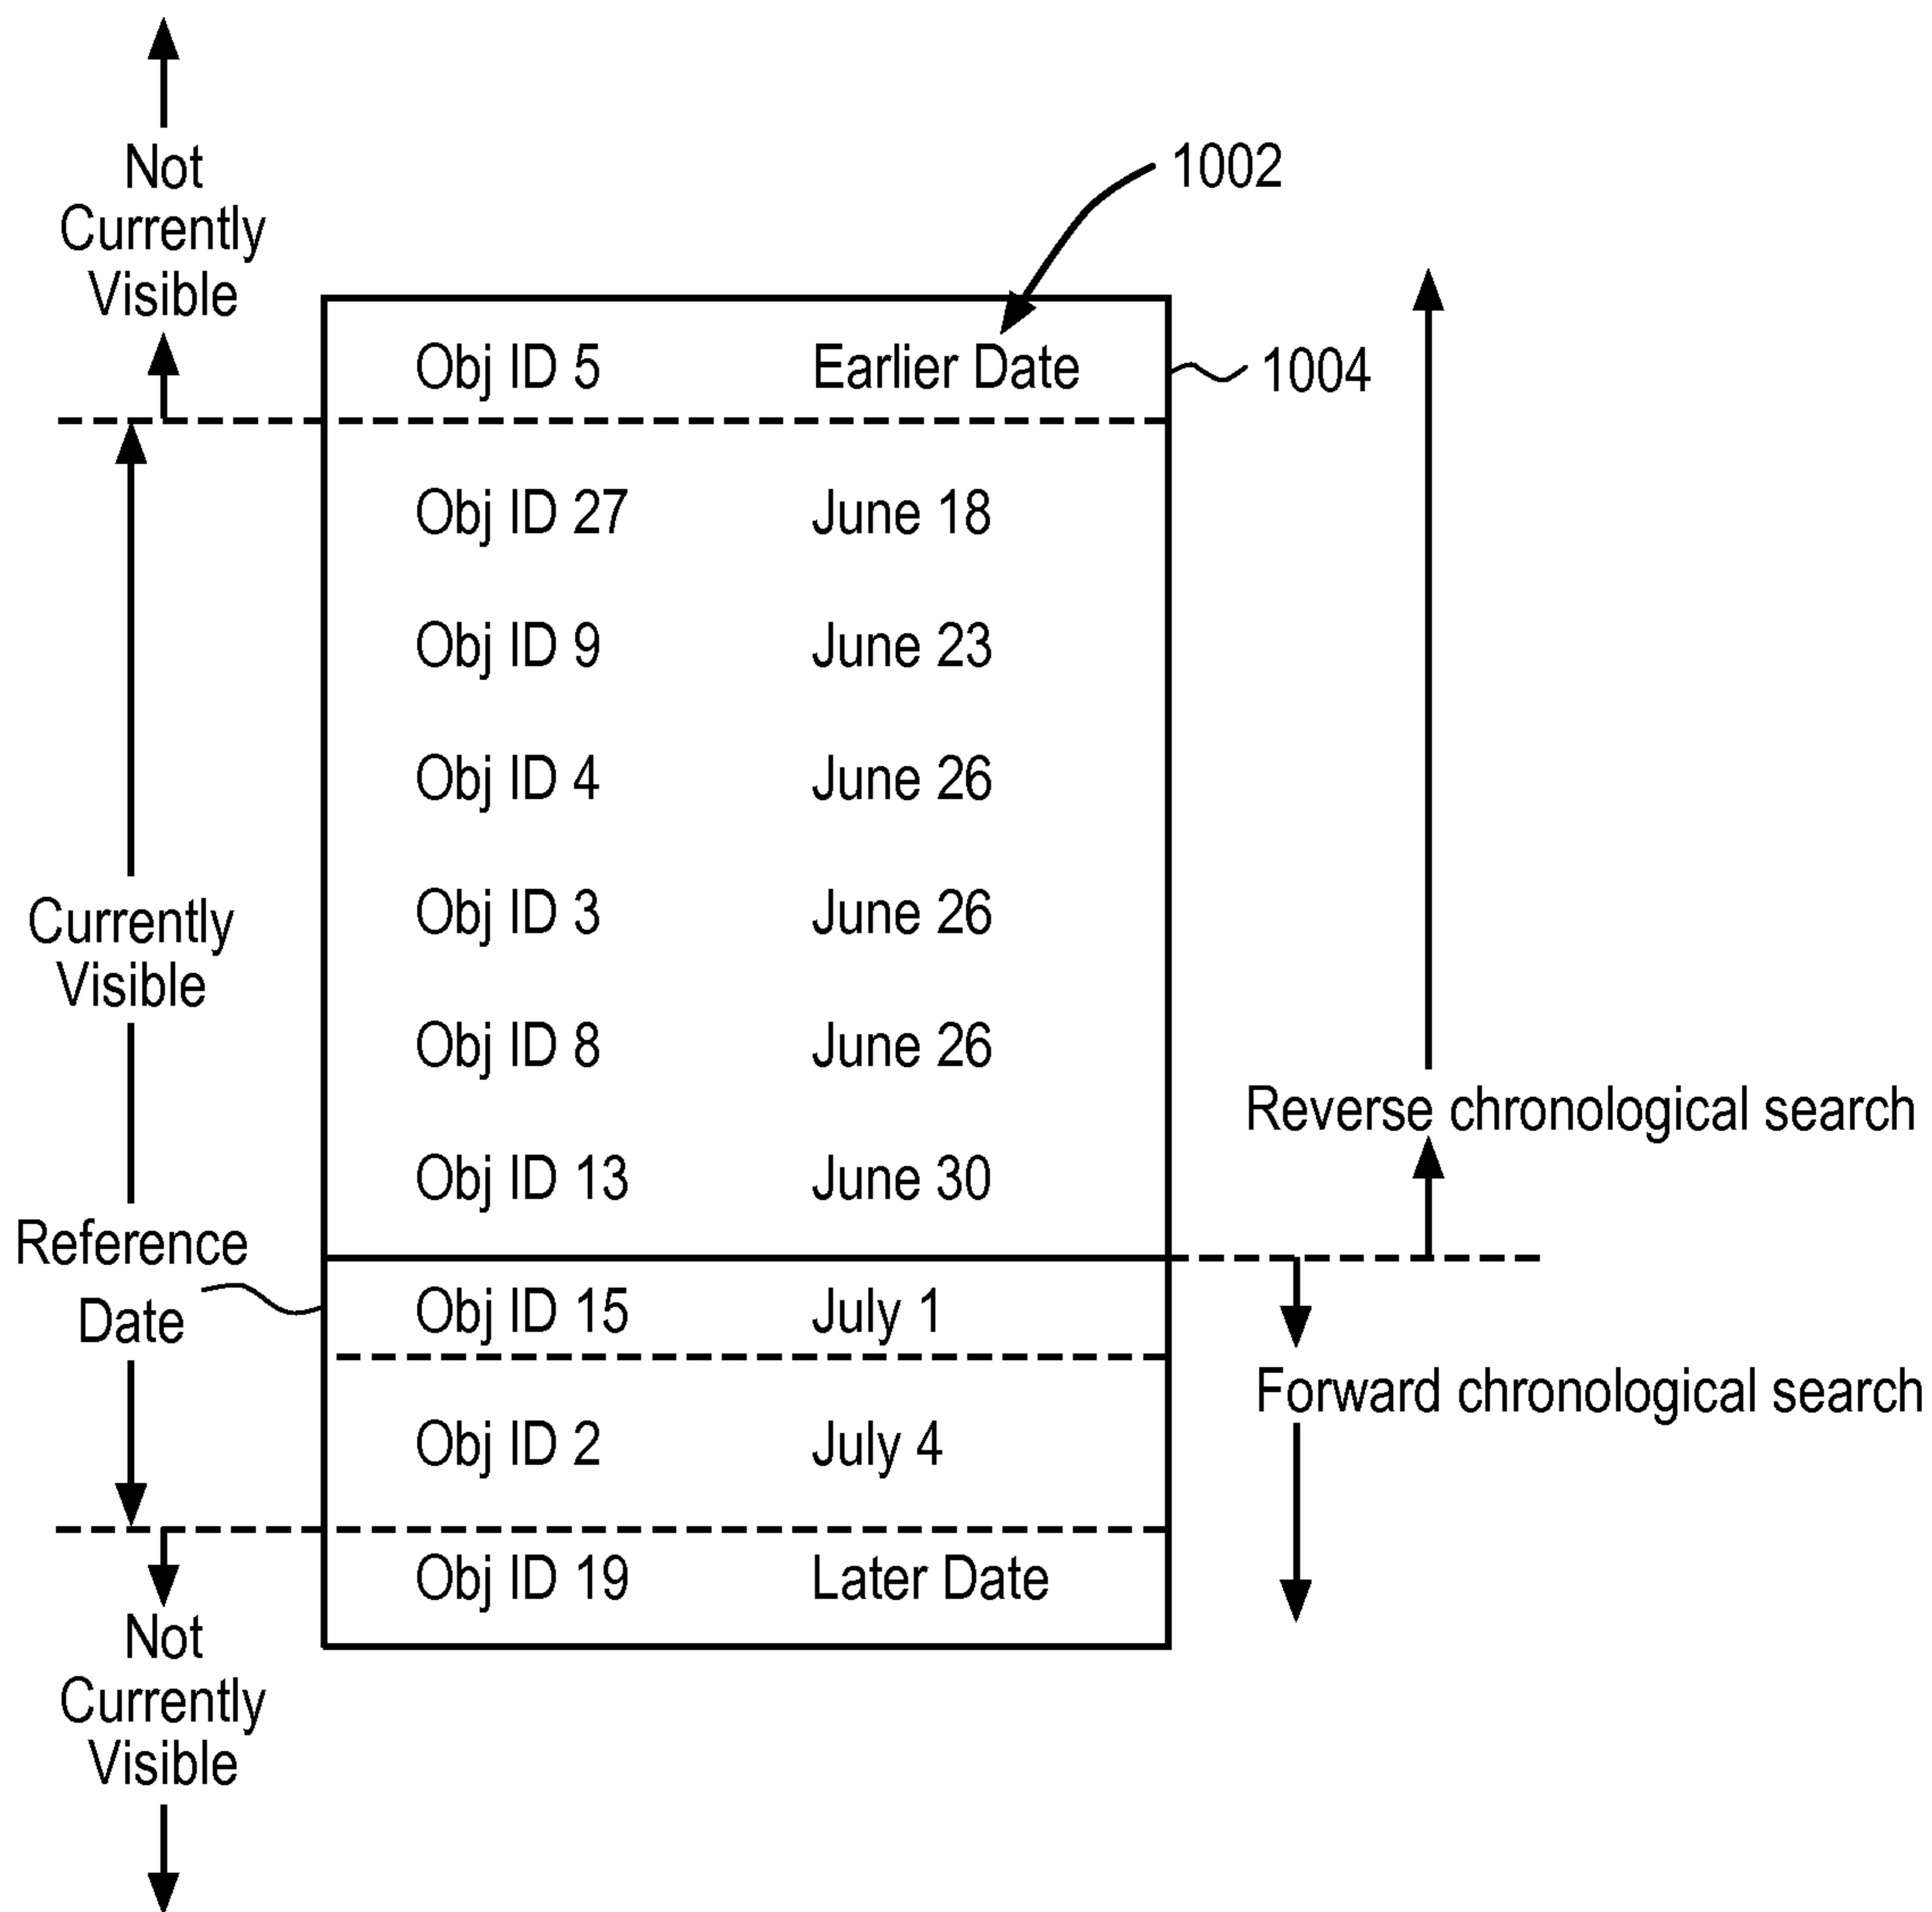 Not
Currently
Visible
1002
Obj ID 5 Earlier Date
1004
Obj ID 27 June 18
Obj ID 9 June 23
Obj ID 4 June 26
Currently
Visible
Obj ID 3 June 26
Obj ID 8 June 26
Reverse chronological search
Obj ID 13 June 30
Reference
Date
Obj ID 15 July 1
Forward chronological search
Obj ID 2 July 4
Obj ID 19 Later Date
Not
Currently
Visible